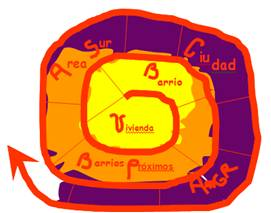 Area Sur
Ciudad
Barrio
Vivienda
Barrios Próximos
AMGR